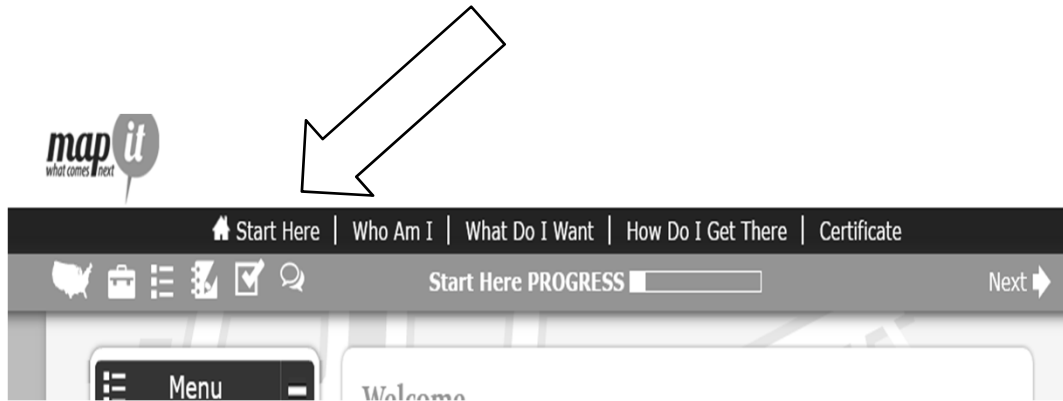 map it
what comes next
Start Here | Who Am I | What Do I Want | How Do I Get There | Certificate
Start Here PROGRESS Next
Menu
Welcome